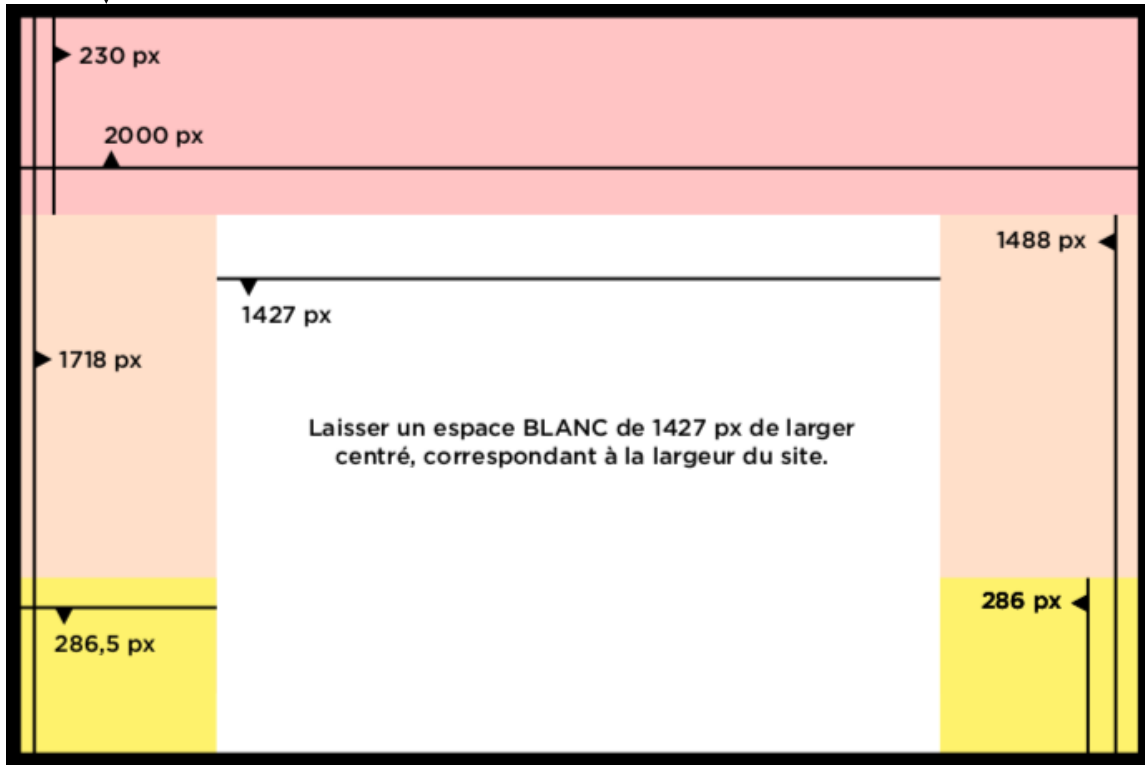 230 px
2000 px
1488 px
1427 px
1718 px
Laisser un espace BLANC de 1427 px de larger
centré, correspondant à la largeur du site.
286 px
286,5 px